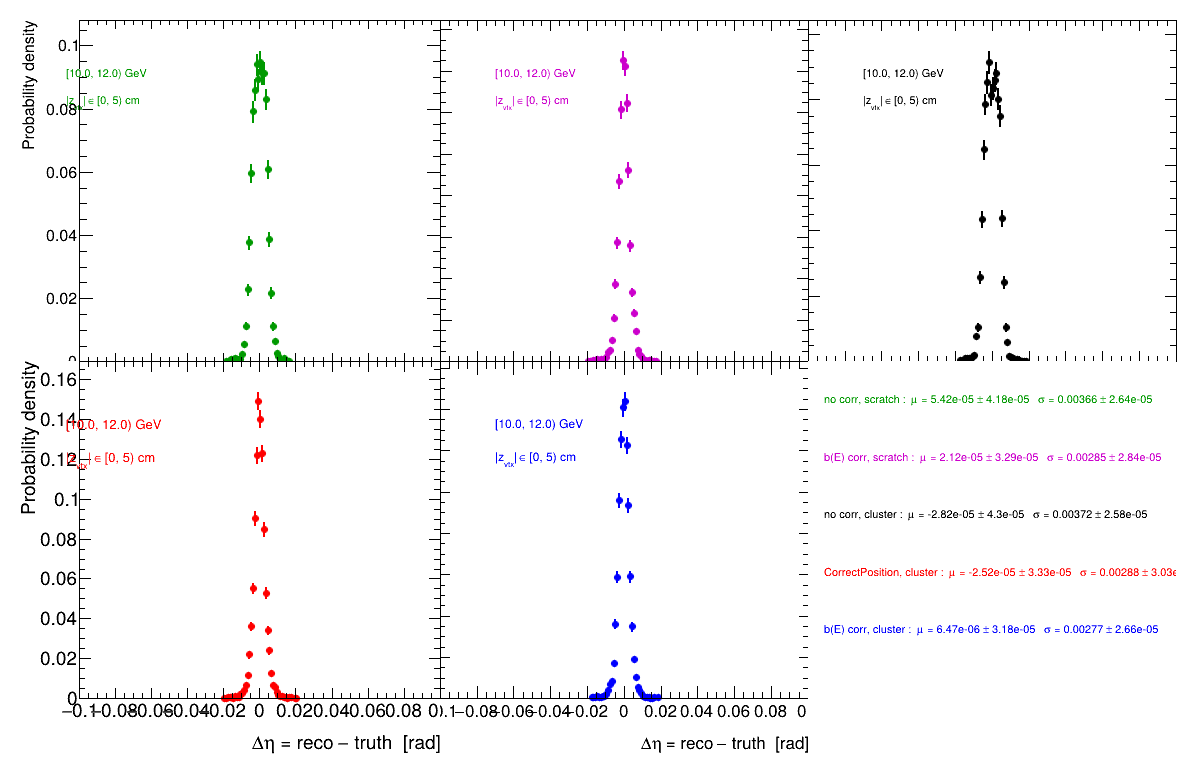 Probability density
0.1
0.08
0.06
0.04
0.02
0
[10.0, 12.0) GeV
|z_vtx| ∈ [0, 5) cm
[10.0, 12.0) GeV
|z_vtx| ∈ [0, 5) cm
[10.0, 12.0) GeV
|z_vtx| ∈ [0, 5) cm
Probability density
0.16
0.14
0.12
0.1
0.08
0.06
0.04
0.02
0
[10.0, 12.0) GeV
|z_vtx| ∈ [0, 5) cm
−0.1 −0.08 −0.06 −0.04 −0.02 0 0.02 0.04 0.06 0.08 0.1
Δη = reco − truth [rad]
[10.0, 12.0) GeV
|z_vtx| ∈ [0, 5) cm
−0.08 −0.06 −0.04 −0.02 0 0.02 0.04 0.06 0.08 0
Δη = reco − truth [rad]
no corr, scratch : μ = 5.42e-05 ± 4.18e-05 σ = 0.00366 ± 2.64e-05
b(E) corr, scratch : μ = 2.12e-05 ± 3.29e-05 σ = 0.00285 ± 2.84e-05
no corr, cluster : μ = -2.82e-05 ± 4.3e-05 σ = 0.00372 ± 2.58e-05
CorrectPosition, cluster : μ = -2.52e-05 ± 3.33e-05 σ = 0.00288 ± 3.03e
b(E) corr, cluster : μ = 6.47e-06 ± 3.18e-05 σ = 0.00277 ± 2.66e-05